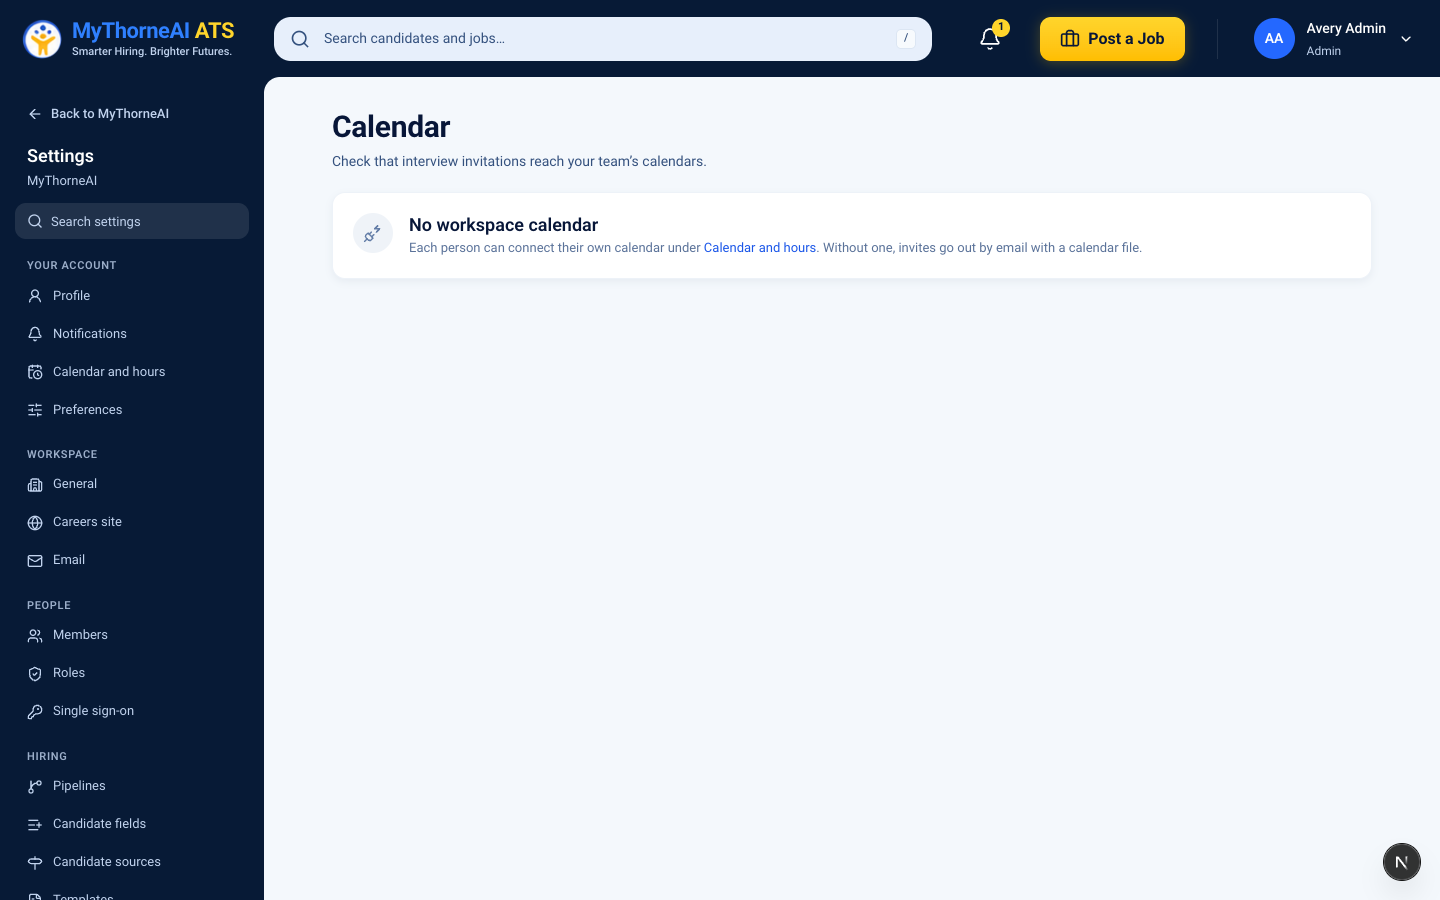 MyThorneAI ATS
Smarter Hiring. Brighter Futures.
Search candidates and jobs…
/
1
Post a Job
AA
Avery Admin
Admin
Back to MyThorneAI
Settings
MyThorneAI
Search settings
YOUR ACCOUNT
Profile
Notifications
Calendar and hours
Preferences
WORKSPACE
General
Careers site
Email
PEOPLE
Members
Roles
Single sign-on
HIRING
Pipelines
Candidate fields
Candidate sources
Templates
Calendar
Check that interview invitations reach your team’s calendars.
No workspace calendar
Each person can connect their own calendar under Calendar and hours. Without one, invites go out by email with a calendar file.
N